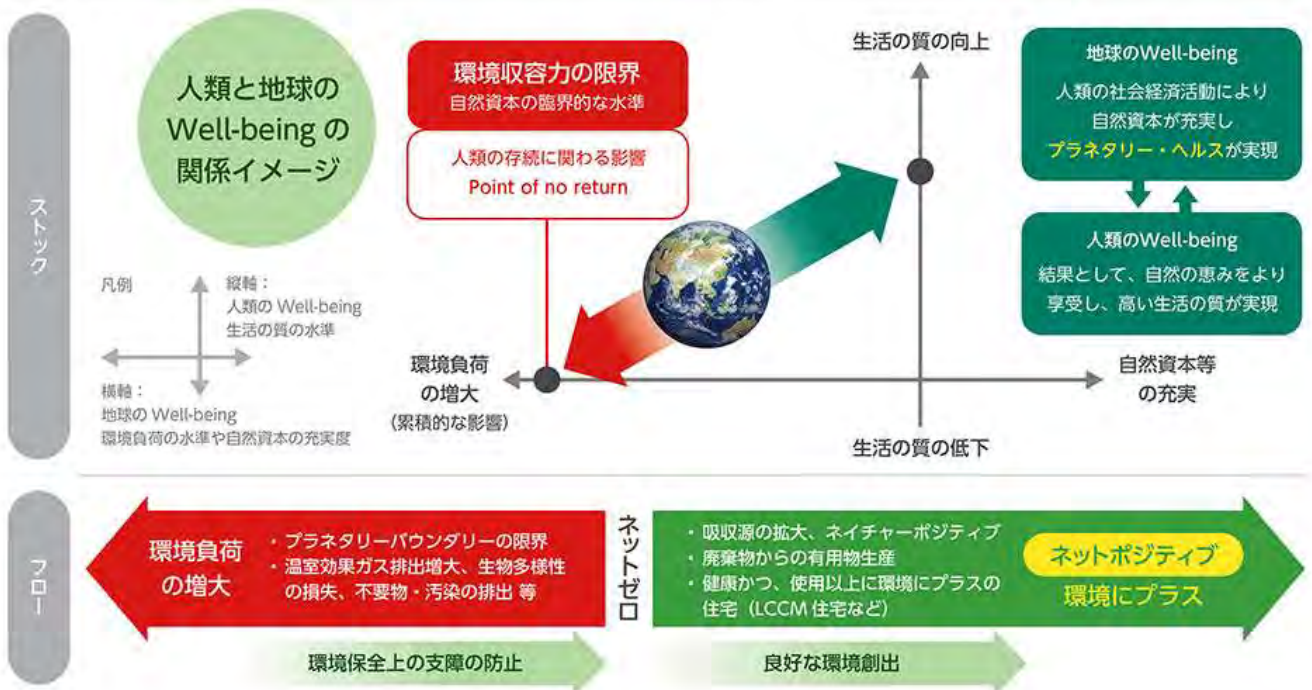 ストック
人類と地球の
Well-being の
関係イメージ
凡例
縦軸：
人類の Well-being
生活の質の水準
横軸：
地球の Well-being
環境負荷の水準や自然資本の充実度
環境収容力の限界
自然資本の臨界的な水準
人類の存続に関わる影響
Point of no return
環境負荷
の増大
（累積的な影響）
生活の質の向上
生活の質の低下
自然資本等
の充実
地球のWell-being
人類の社会経済活動により
自然資本が充実し
プラネタリー・ヘルスが実現
人類のWell-being
結果として、自然の恵みをより
享受し、高い生活の質が実現
フロー
環境負荷
の増大
・プラネタリーバウンダリーの限界
・温室効果ガス排出増大、生物多様性
の損失、不要物・汚染の排出 等
ネットゼロ
・吸収源の拡大、ネイチャーポジティブ
・廃棄物からの有用物生産
・健康かつ、使用以上に環境にプラスの
住宅（LCCM 住宅など）
ネットポジティブ
環境にプラス
環境保全上の支障の防止
良好な環境創出